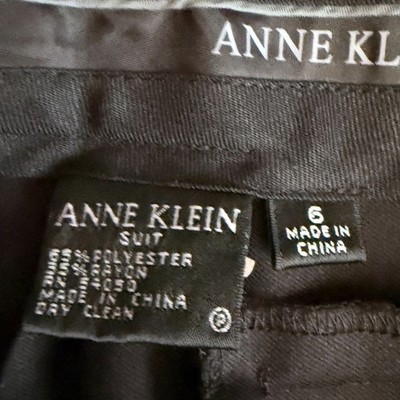 ANNE KL
ANNE KLEIN
SUIT
65% POLYESTER
35% RAYON
RN 54050
MADE IN CHINA
DRY CLEAN
P
6
MADE IN
CHINA